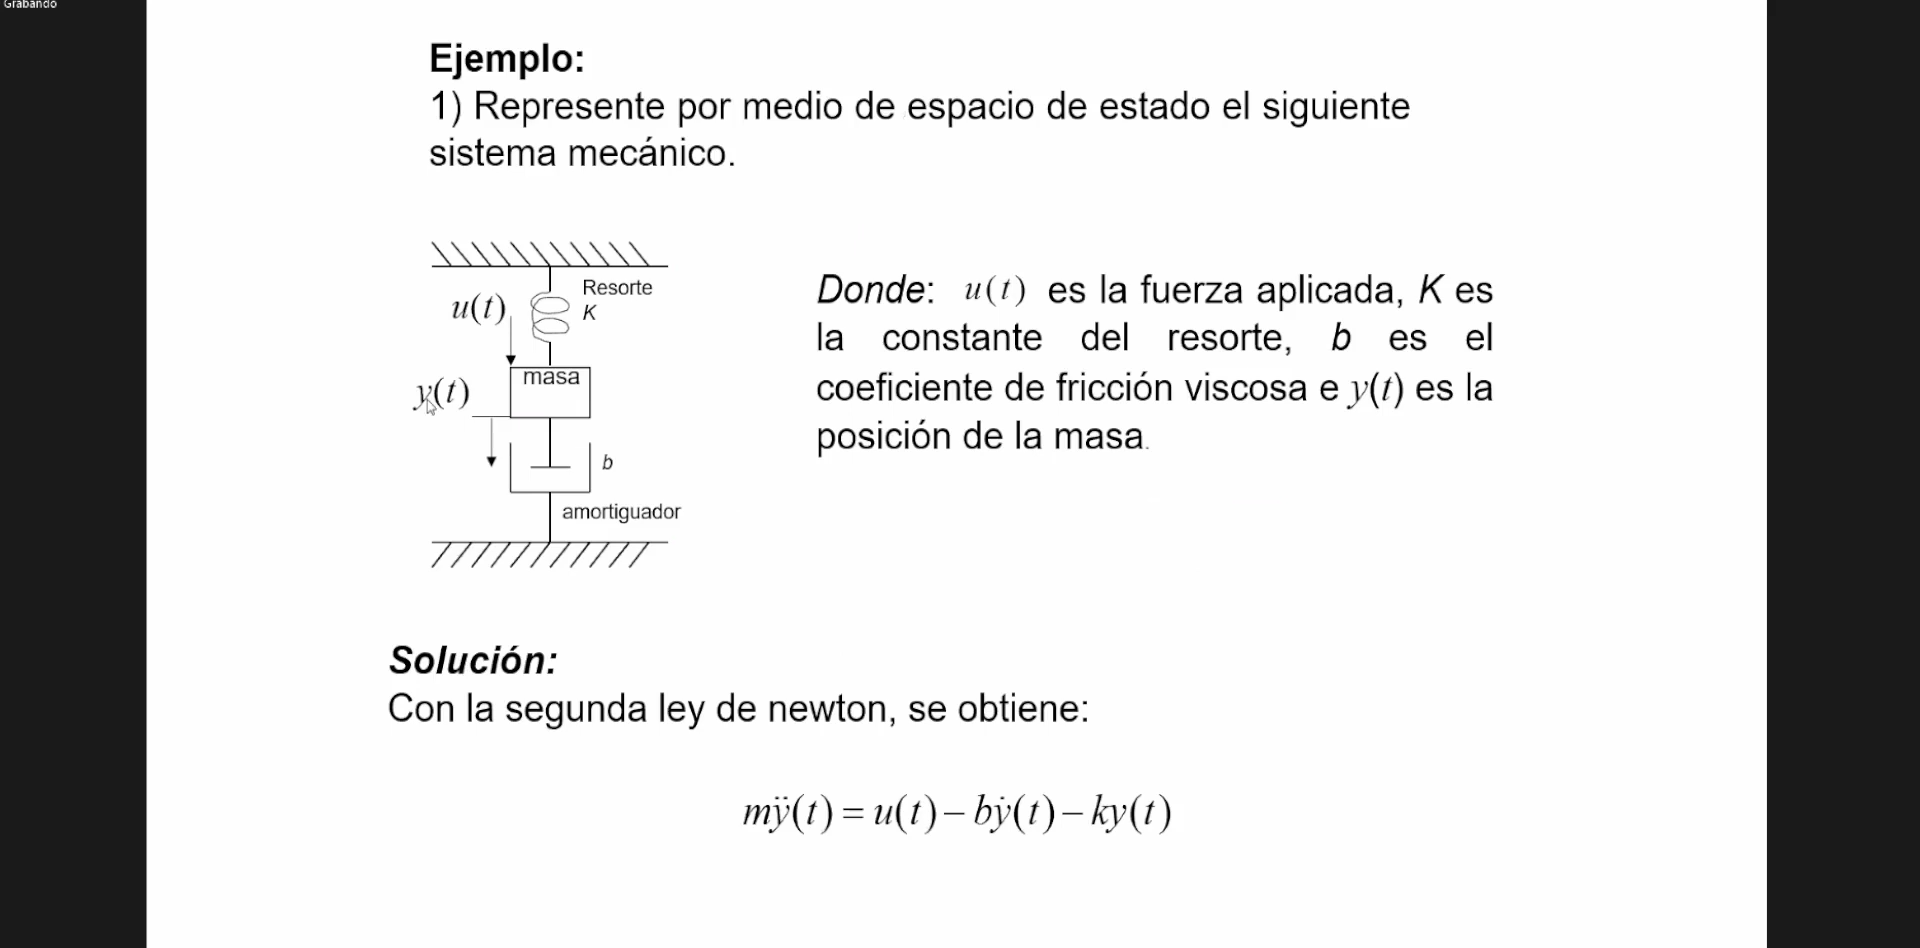 Grabando
Ejemplo:
1) Represente por medio de espacio de estado el siguiente
sistema mecánico.
Resorte
K
u(t)
masa
y(t)
b
amortiguador
Donde: u(t) es la fuerza aplicada, K es
la constante del resorte, b es el
coeficiente de fricción viscosa e y(t) es la
posición de la masa.
Solución:
Con la segunda ley de newton, se obtiene:
mÿ(t) = u(t) − bẏ(t) − ky(t)